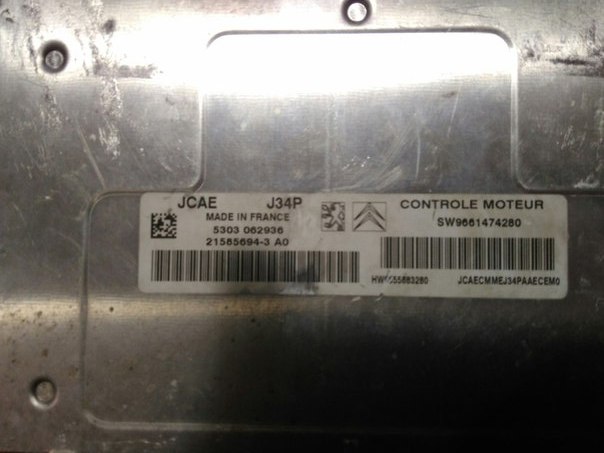 JCAE J34P
MADE IN FRANCE
5303 062936
21585694-3 A0
CONTROLE MOTEUR
SW9661474280
JCAECMMEJ34PAAECEM0